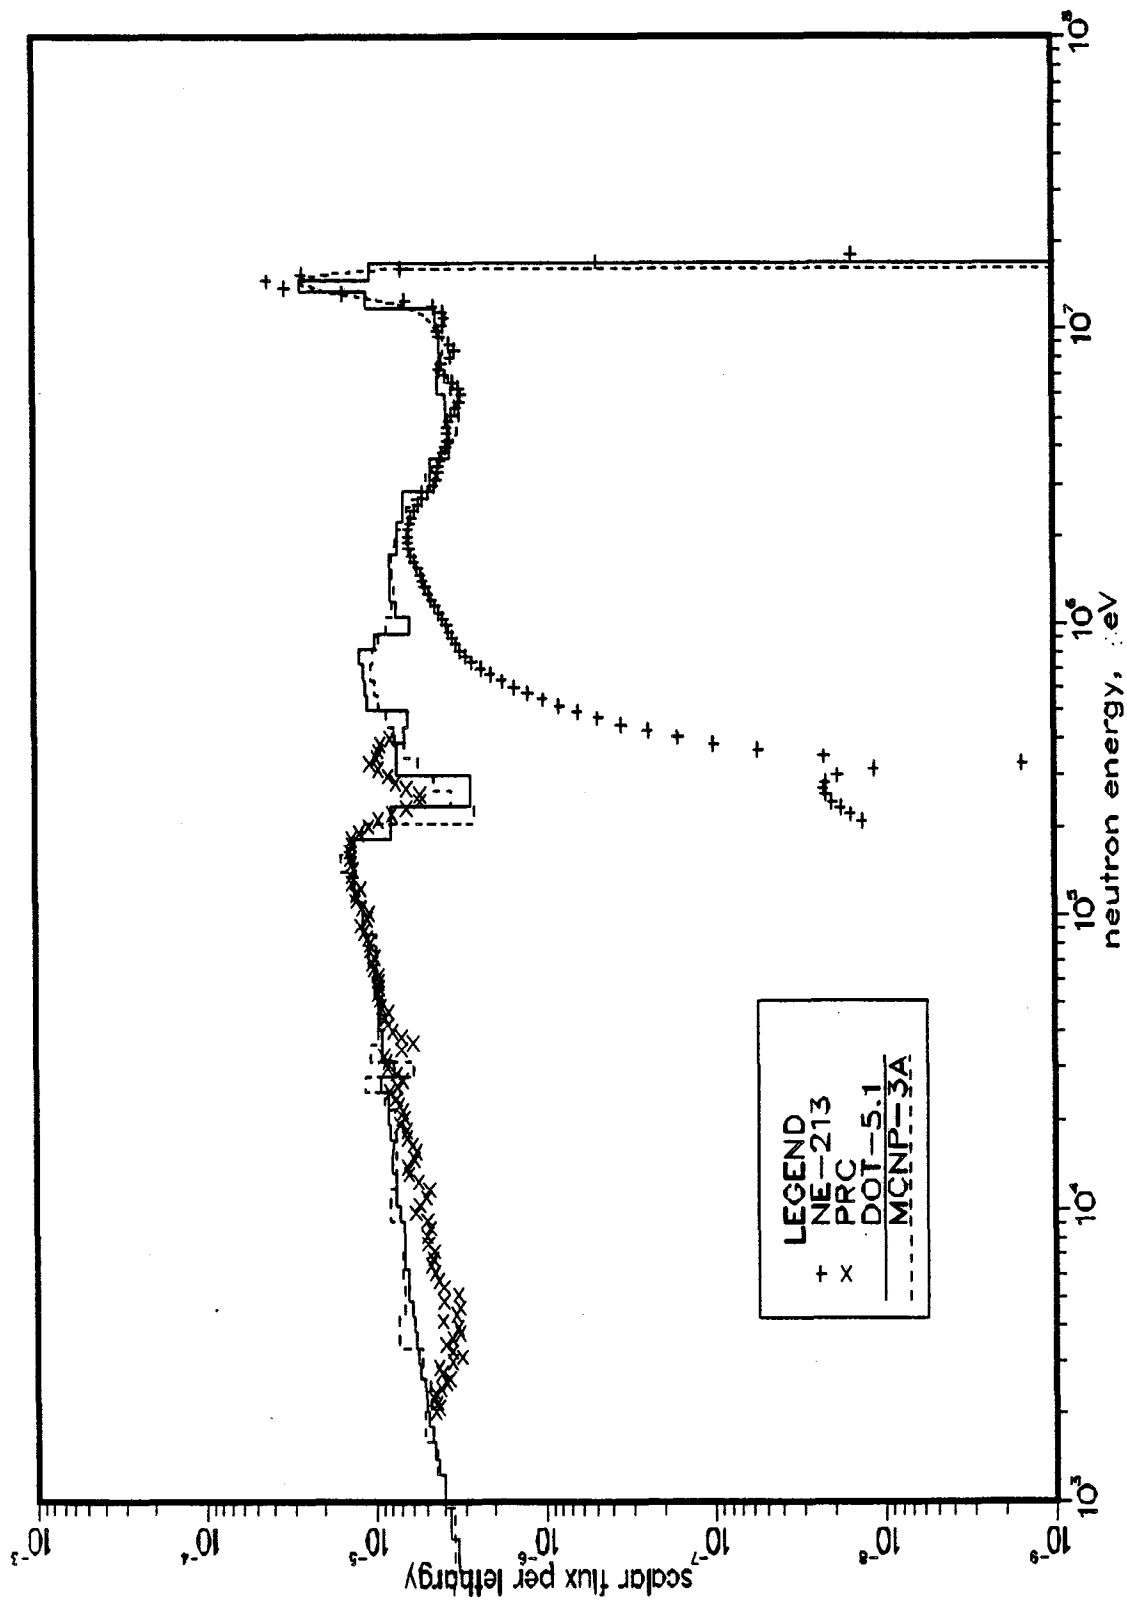 scalar flux per lethargy
10⁻³
10⁻⁴
10⁻⁵
10⁻⁶
10⁻⁷
10⁻⁸
10⁻⁹
LEGEND
+ NE-213
x PRC
DOT-5.1
MCNP-3A
10³
10⁴
10⁵
10⁶
10⁷
10⁸
neutron energy, eV